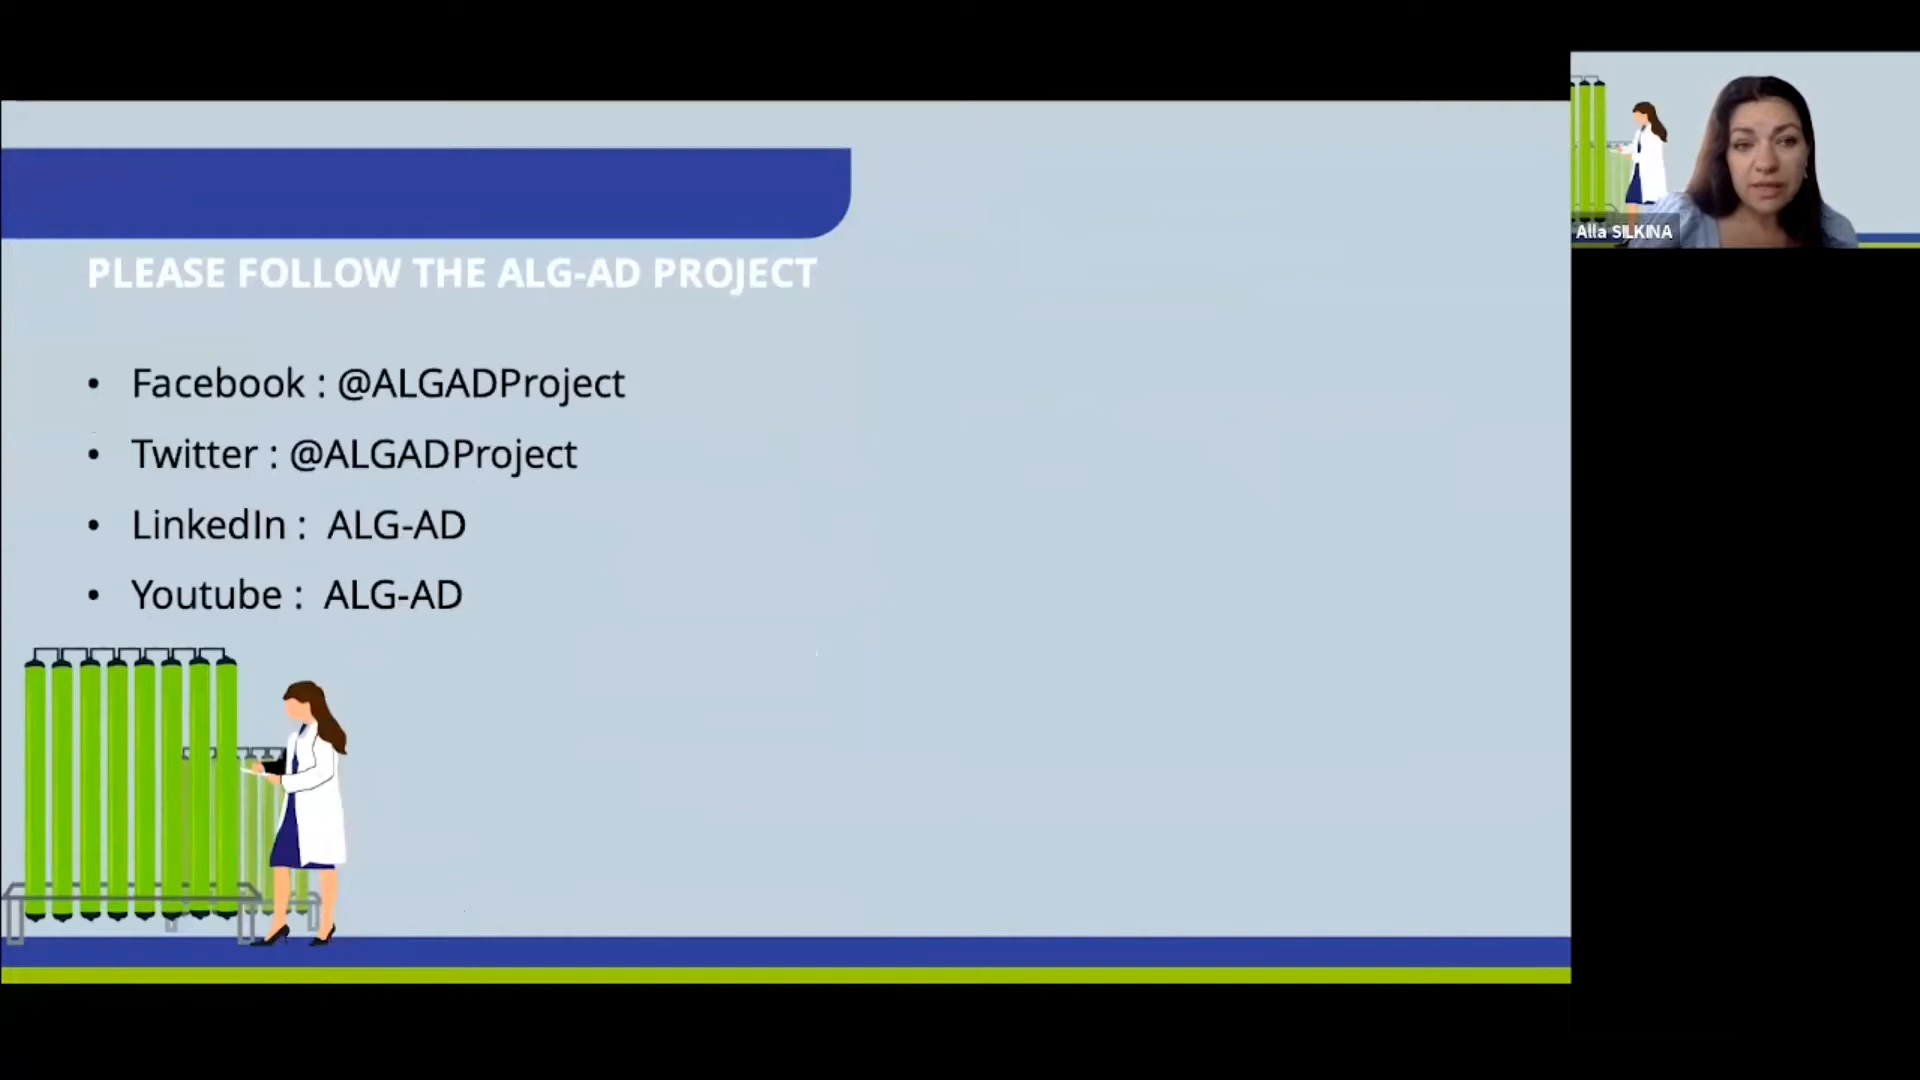 PLEASE FOLLOW THE ALG-AD PROJECT
• Facebook : @ALGADProject
• Twitter : @ALGADProject
• LinkedIn : ALG-AD
• Youtube : ALG-AD
Alla SILKINA